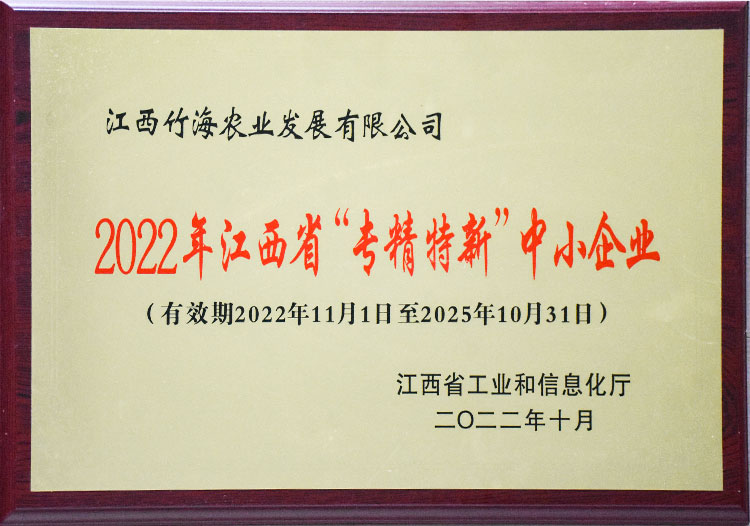 江西竹海农业发展有限公司
2022年江西省“专精特新”中小企业
（有效期2022年11月1日至2025年10月31日）
江西省工业和信息化厅
二〇二二年十月